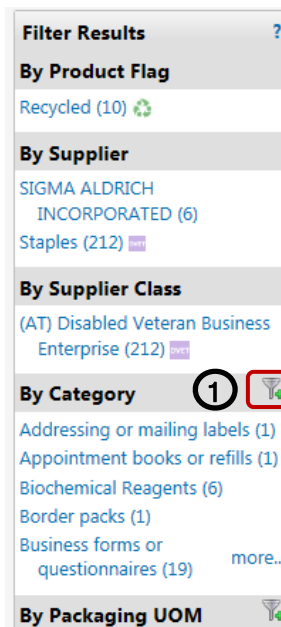 Filter Results ?
By Product Flag
Recycled (10)
By Supplier
SIGMA ALDRICH
INCORPORATED (6)
Staples (212)
By Supplier Class
(AT) Disabled Veteran Business
Enterprise (212)
By Category 1
Addressing or mailing labels (1)
Appointment books or refills (1)
Biochemical Reagents (6)
Border packs (1)
Business forms or
questionnaires (19) more..
By Packaging UOM